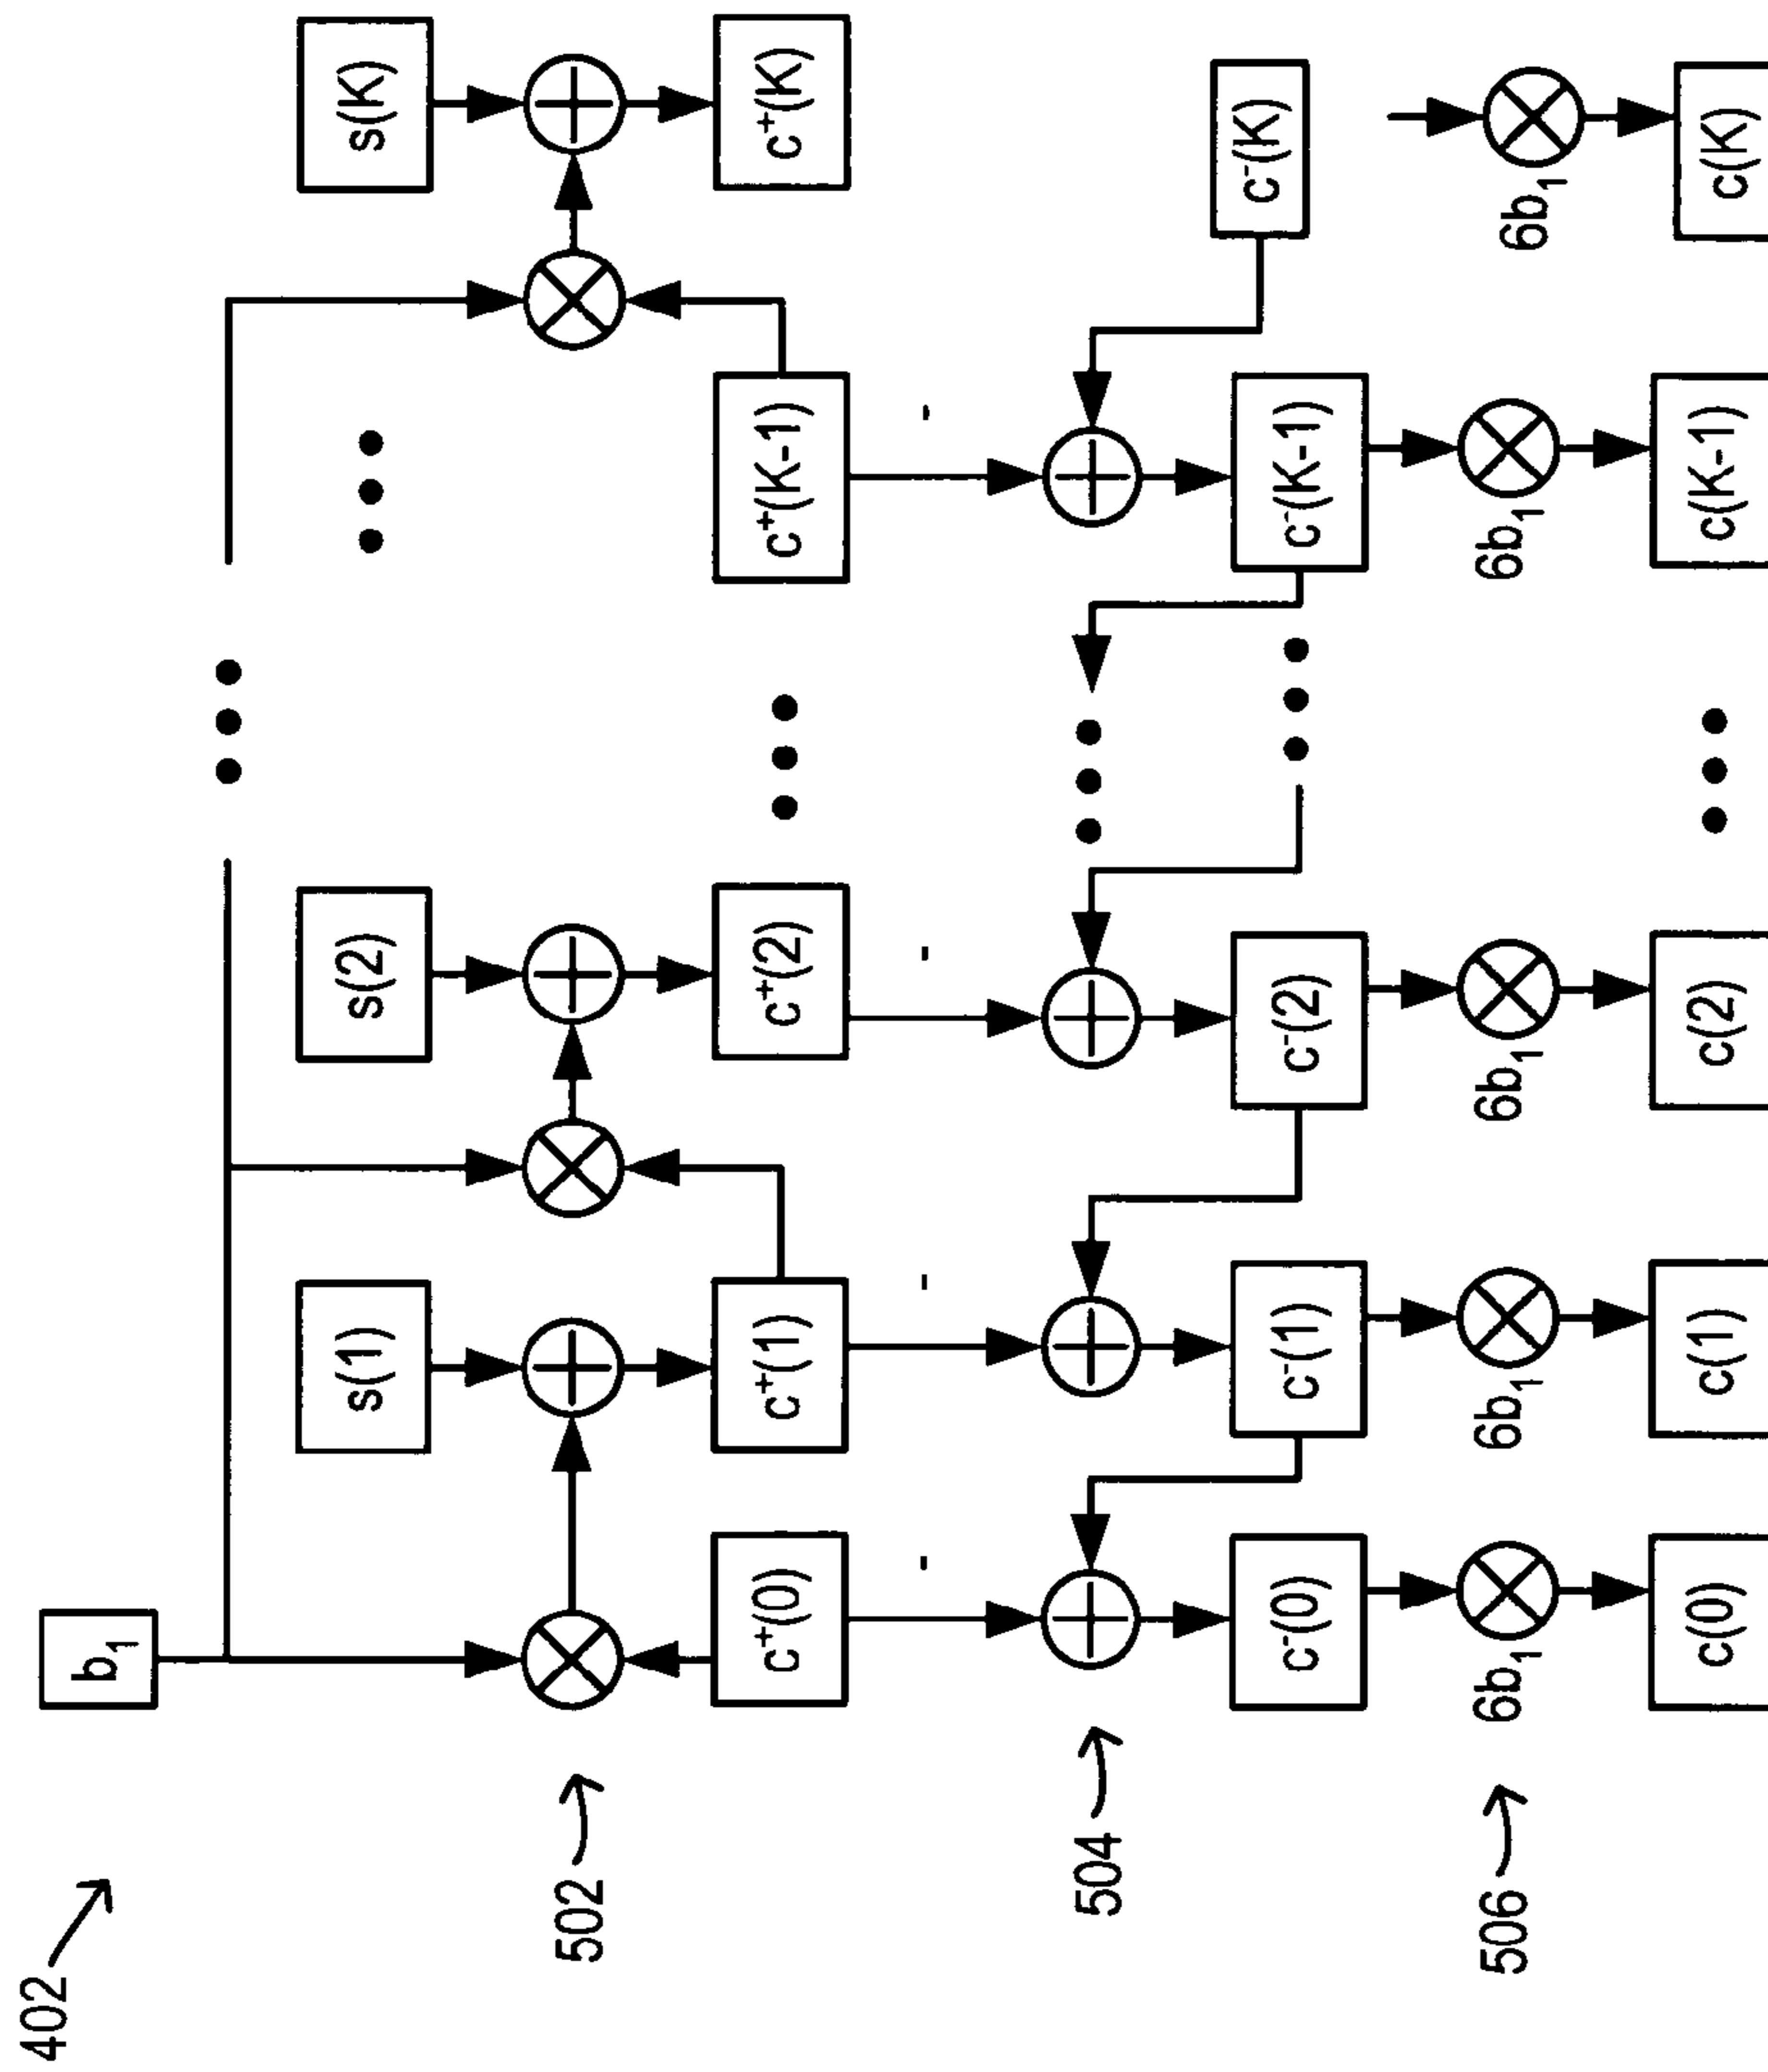 402
b₁
s(1)
s(2)
s(K)
502
c⁺(0)
c⁺(1)
c⁺(2)
c⁺(K-1)
c⁺(K)
-
-
-
-
504
c⁻(0)
c⁻(1)
c⁻(2)
c⁻(K-1)
c⁻(K)
506
6b₁
6b₁
6b₁
6b₁
6b₁
c(0)
c(1)
c(2)
c(K-1)
c(K)